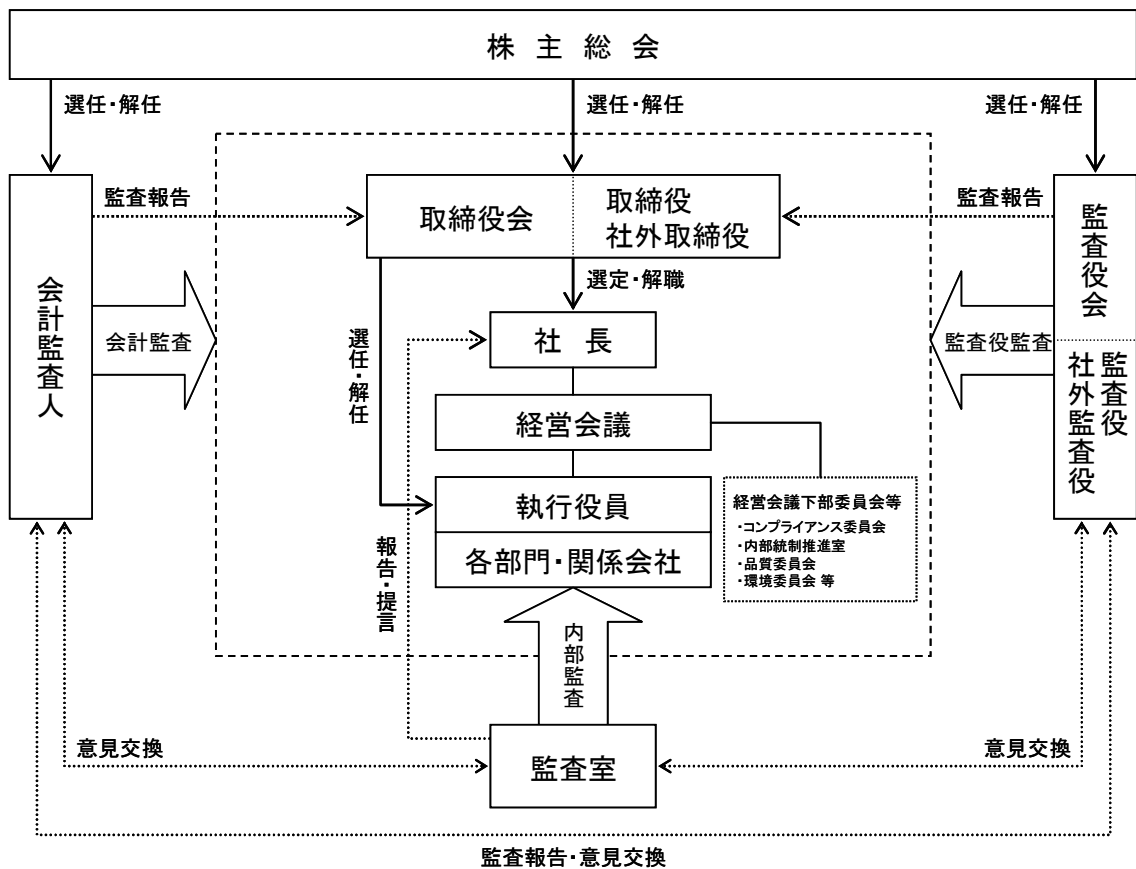 株主総会
選任・解任
選任・解任
選任・解任
監査報告
取締役会
取締役
社外取締役
監査報告
会計監査人
監査役会
監査役
社外監査役
選定・解職
会計監査
社長
監査役監査
選任・解任
経営会議
執行役員
各部門・関係会社
経営会議下部委員会等
・コンプライアンス委員会
・内部統制推進室
・品質委員会
・環境委員会 等
報告・提言
内部監査
意見交換
監査室
意見交換
監査報告・意見交換